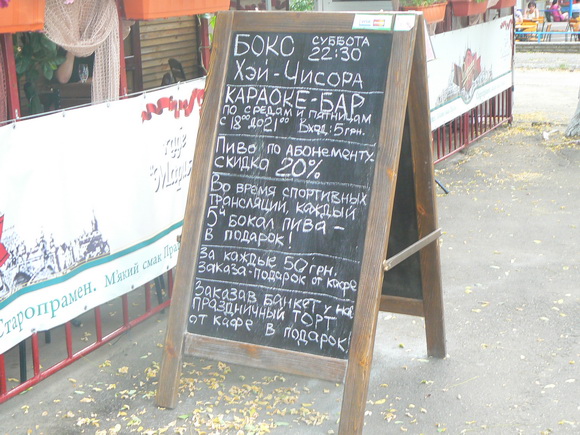 БОКС СУББОТА 22:30
ХЭЙ-ЧИСОРА
КАРАОКЕ-БАР
ПО СРЕДАМ И ПЯТНИЦАМ
С 18⁰⁰ ДО 21⁰⁰ ВХОД: 5 ГРН.
ПИВО ПО АБОНЕМЕНТУ
СКИДКА 20%
ВО ВРЕМЯ СПОРТИВНЫХ
ТРАНСЛЯЦИЙ, КАЖДЫЙ
5Й БОКАЛ ПИВА -
В ПОДАРОК!
ЗА КАЖДЫЕ 50 ГРН.
ЗАКАЗА-ПОДАРОК ОТ КАФЕ
ЗАКАЗАВ БАНКЕТ У НАС
ПРАЗДНИЧНЫЙ ТОРТ
ОТ КАФЕ В ПОДАРОК!
кафе
Старопрамен. М'який смак